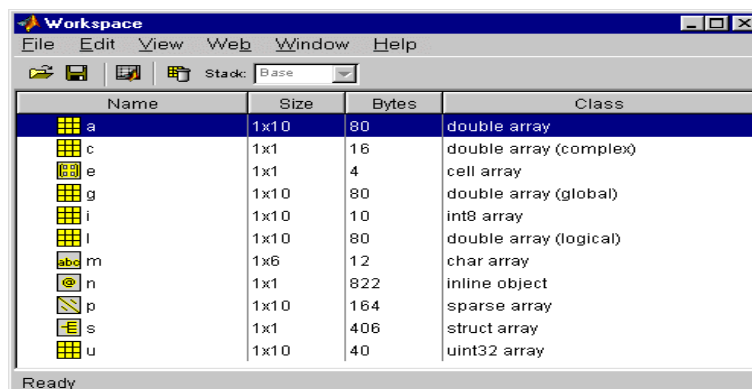 Workspace
File Edit View Web Window Help
Stack: Base
Name Size Bytes Class
a 1x10 80 double array
c 1x1 16 double array (complex)
e 1x1 4 cell array
g 1x10 80 double array (global)
i 1x10 10 int8 array
l 1x10 80 double array (logical)
abc m 1x6 12 char array
@ n 1x1 822 inline object
p 1x10 164 sparse array
s 1x1 406 struct array
u 1x10 40 uint32 array
Ready